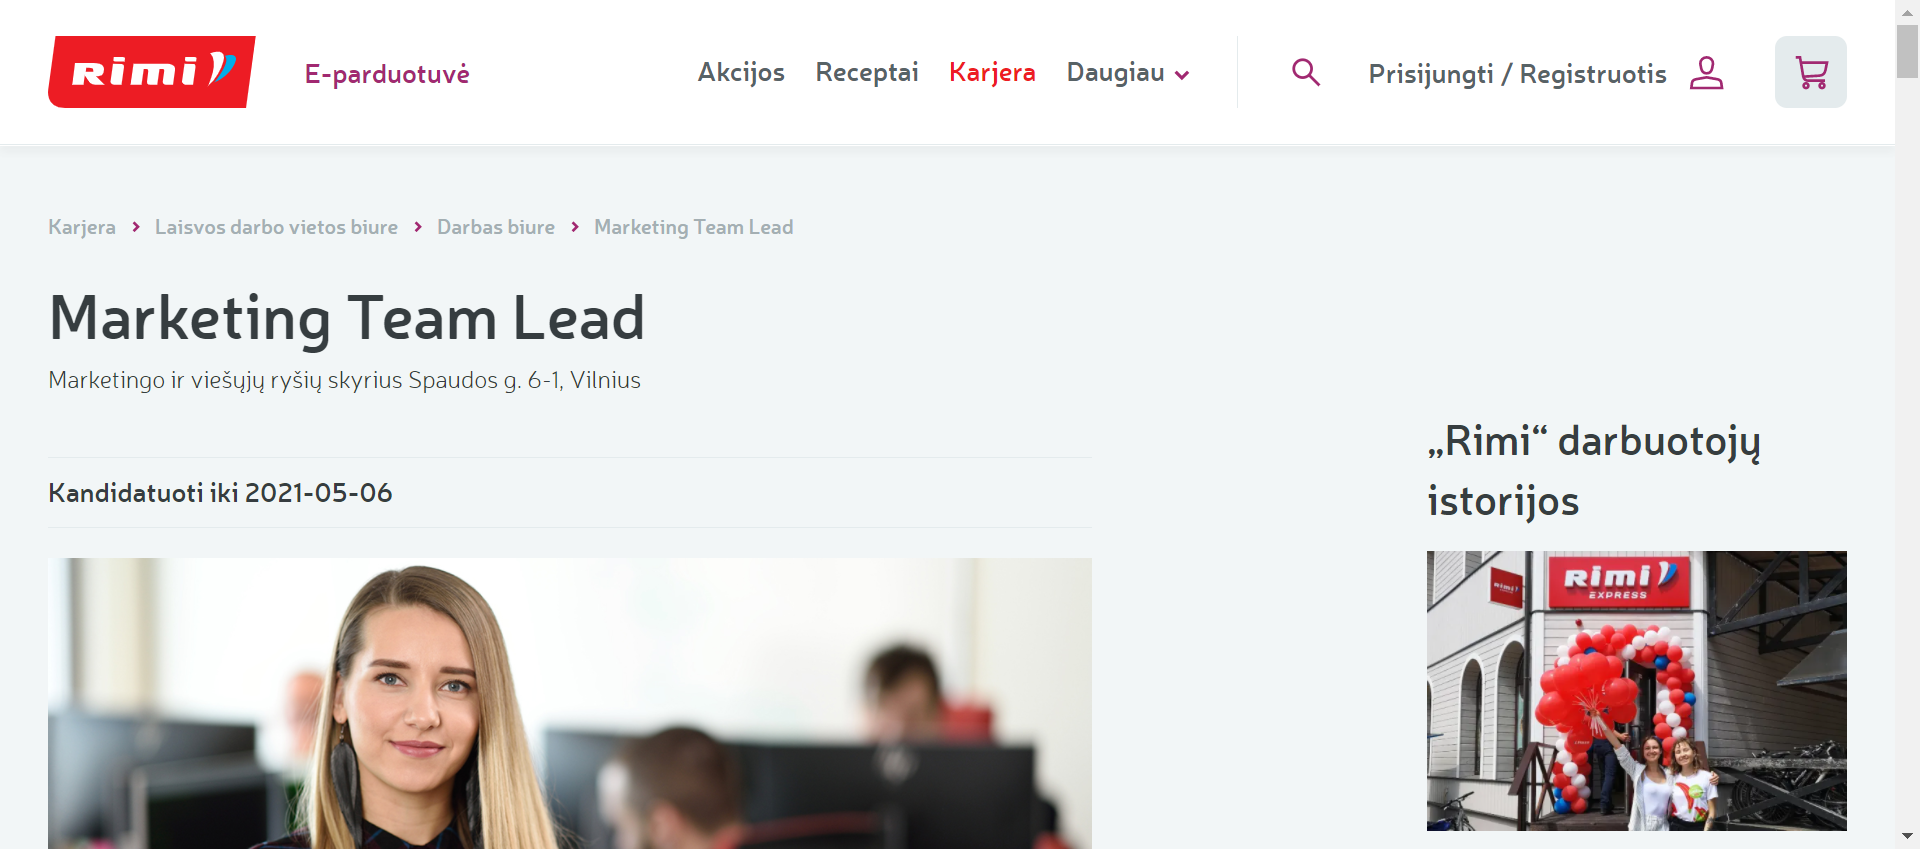 Rimi
E-parduotuvė
Akcijos
Receptai
Karjera
Daugiau
Prisijungti / Registruotis
Karjera
Laisvos darbo vietos biure
Darbas biure
Marketing Team Lead
Marketing Team Lead
Marketingo ir viešųjų ryšių skyrius Spaudos g. 6-1, Vilnius
Kandidatuoti iki 2021-05-06
„Rimi“ darbuotojų
istorijos
Rimi
Rimi
EXPRESS